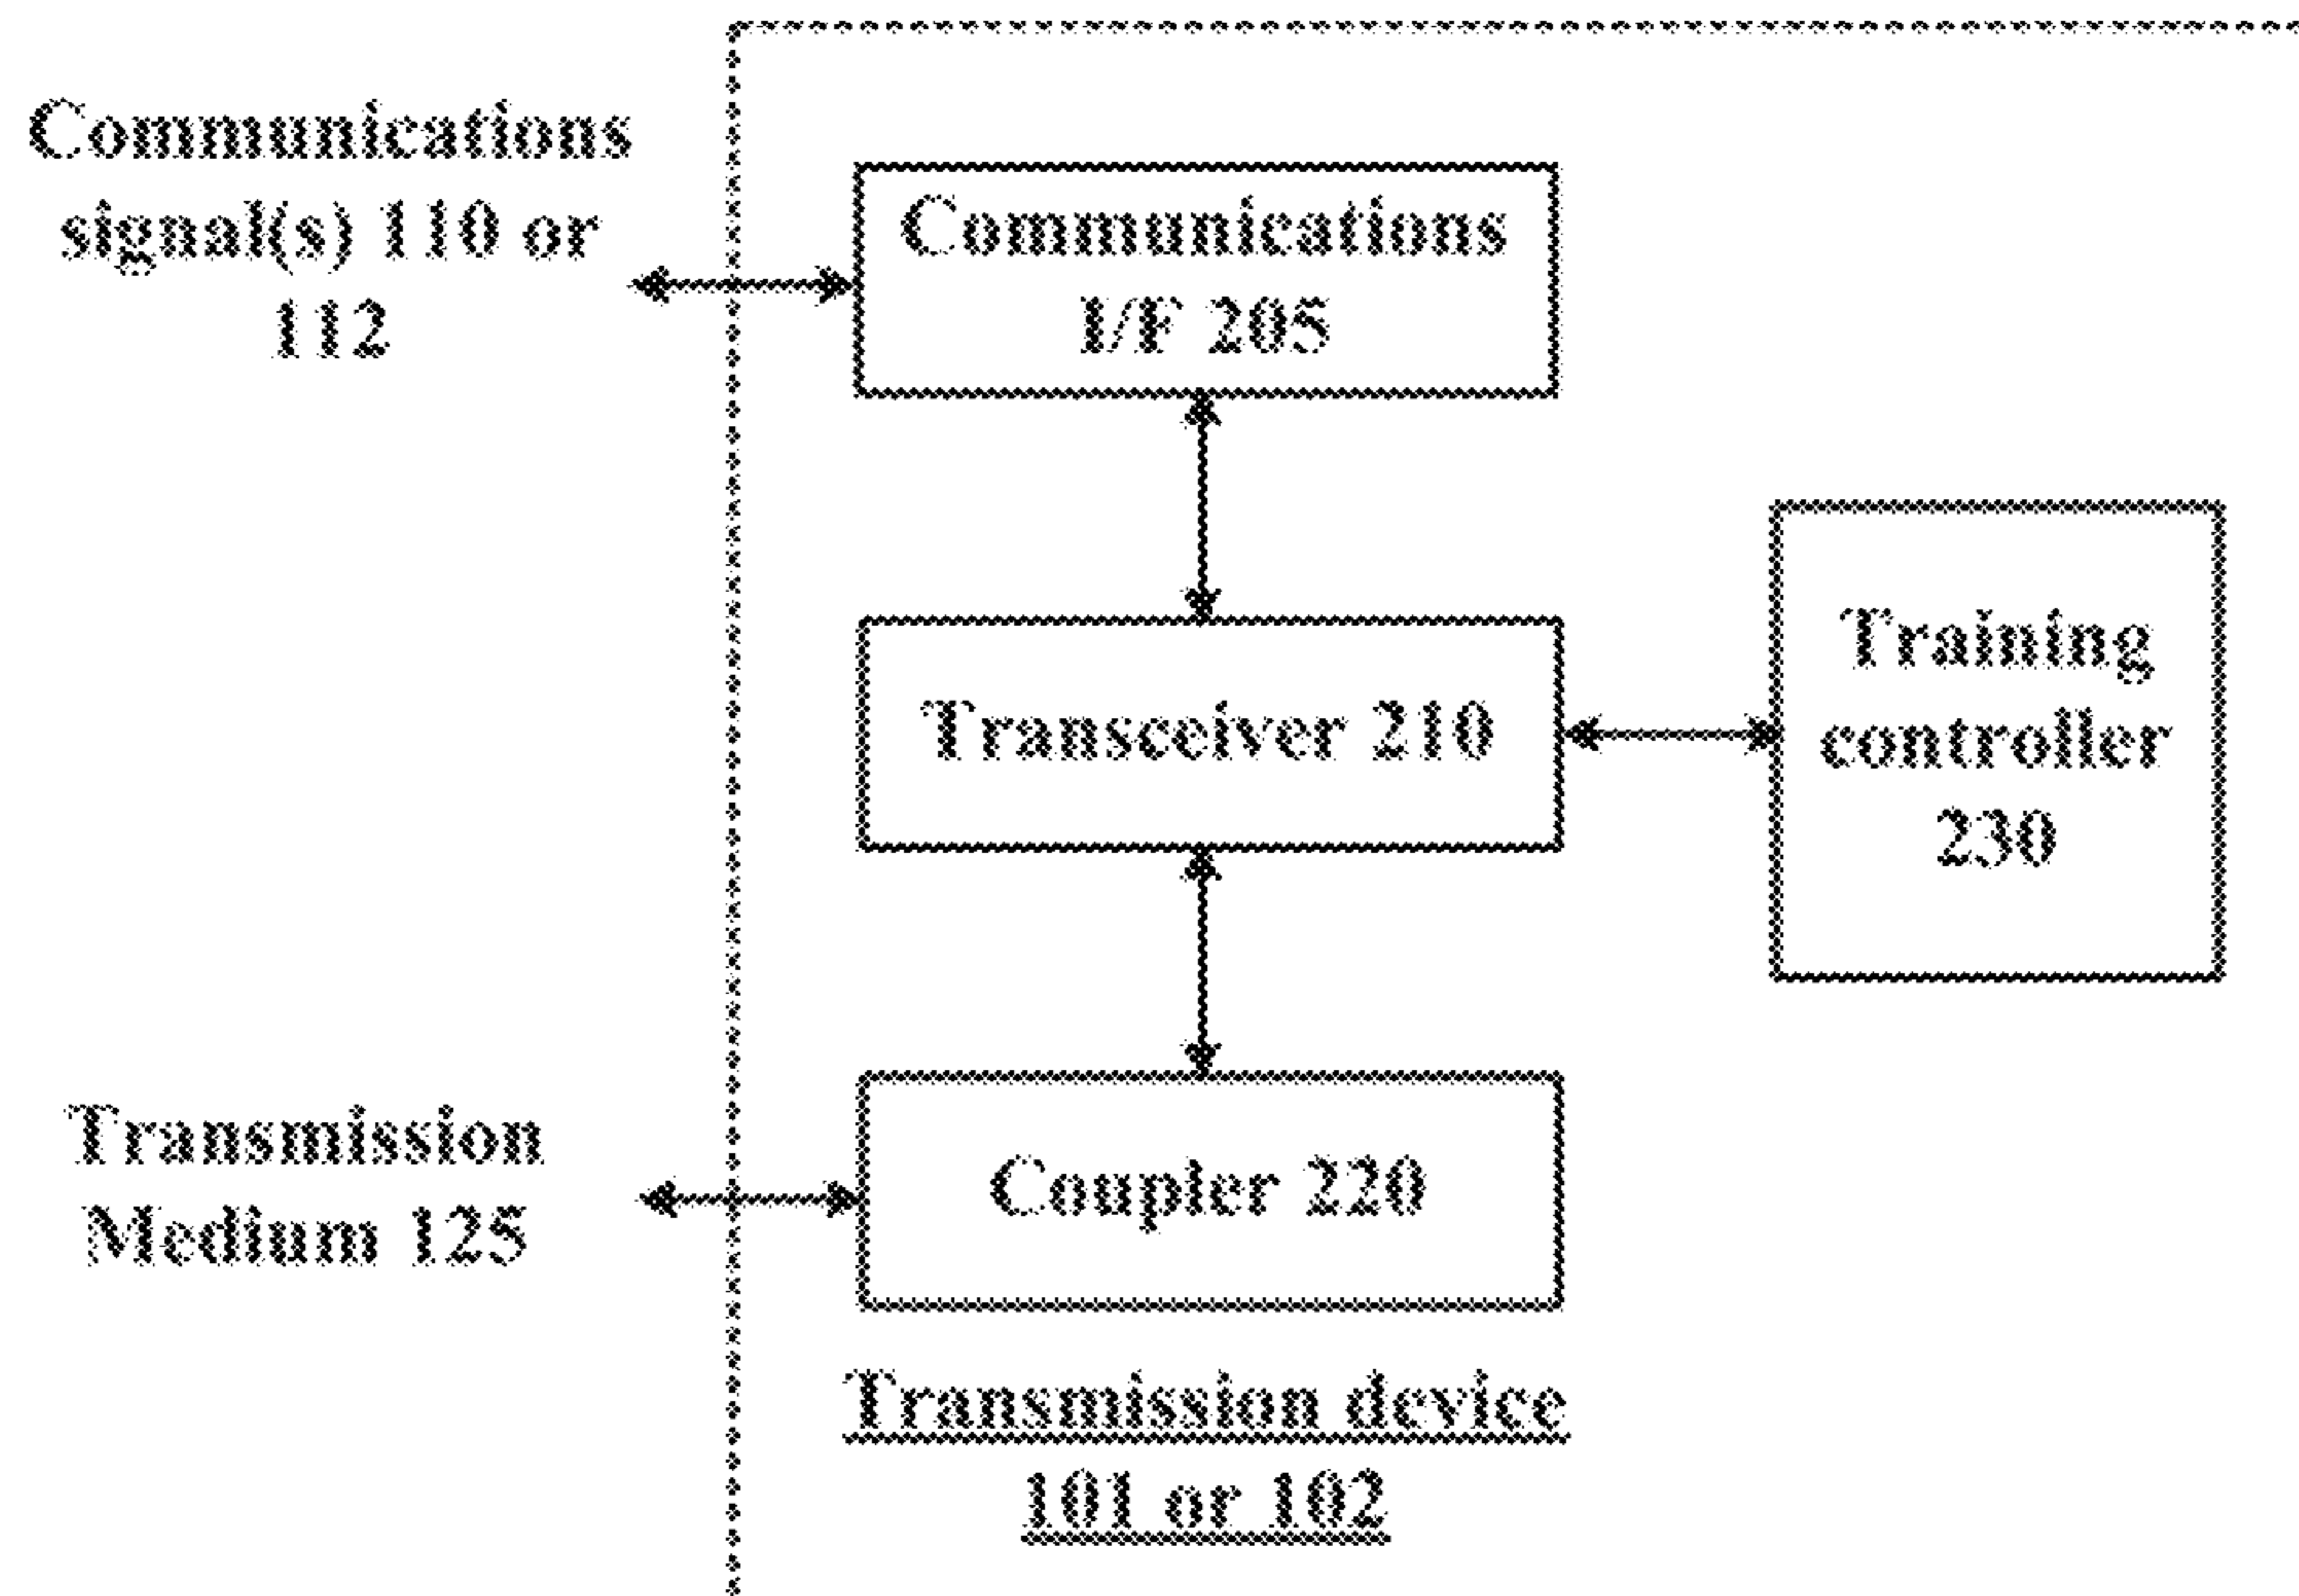 Communications
signal(s) 110 or
112
Communications
I/F 205
Transceiver 210
Training
controller
230
Transmission
Medium 125
Coupler 220
Transmission device
101 or 102